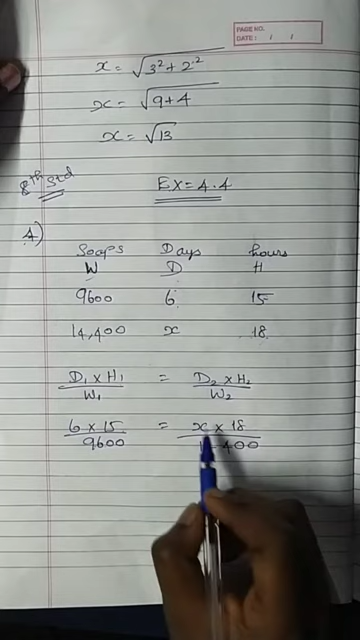 PAGE NO.
DATE: / /
x = √3² + 2²
x = √9+4
x = √13
8th Std
Ex = 4.4
4)
Soaps Days hours
W D H
9600 6 15
14,400 x 18
D₁ x H₁ / W₁ = D₂ x H₂ / W₂
6 x 15 / 9600 = x x 18 / 400